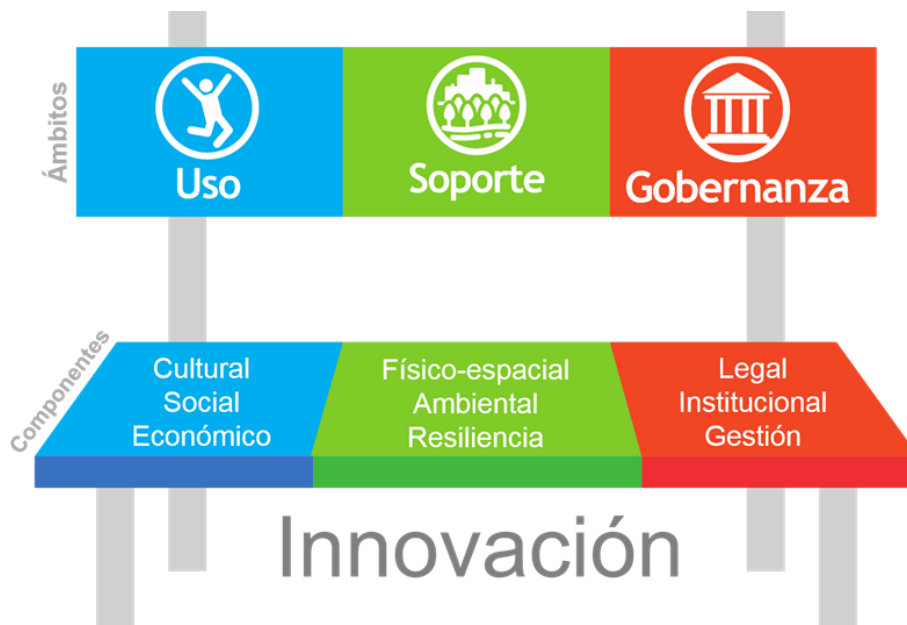 Ámbitos
Uso
Soporte
Gobernanza
Componentes
Cultural
Social
Económico
Físico-espacial
Ambiental
Resiliencia
Legal
Institucional
Gestión
Innovación